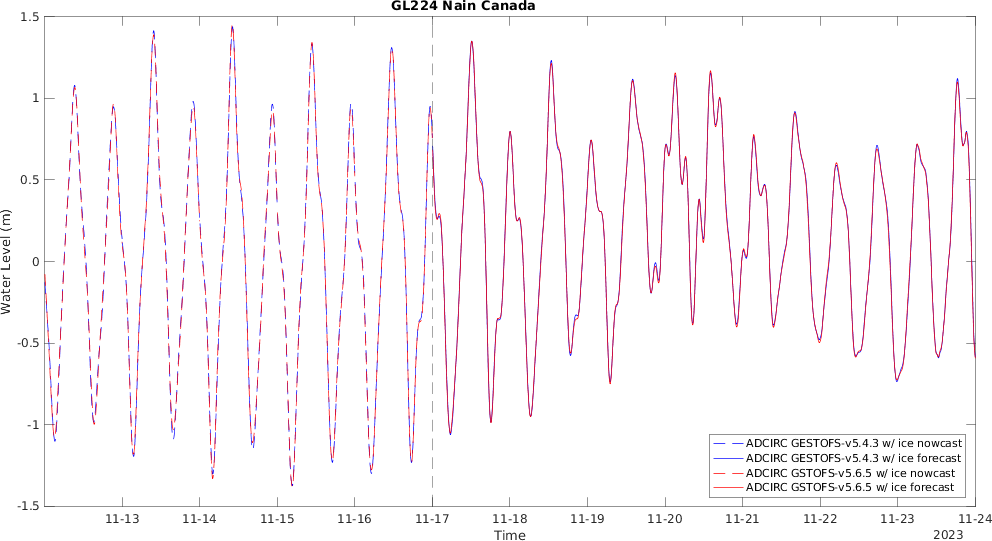 GL224 Nain Canada
1.5
1
0.5
0
-0.5
-1
-1.5
Water Level (m)
11-13 11-14 11-15 11-16 11-17 11-18 11-19 11-20 11-21 11-22 11-23 11-24
Time
2023
ADCIRC GESTOFS-v5.4.3 w/ ice nowcast
ADCIRC GESTOFS-v5.4.3 w/ ice forecast
ADCIRC GSTOFS-v5.6.5 w/ ice nowcast
ADCIRC GSTOFS-v5.6.5 w/ ice forecast